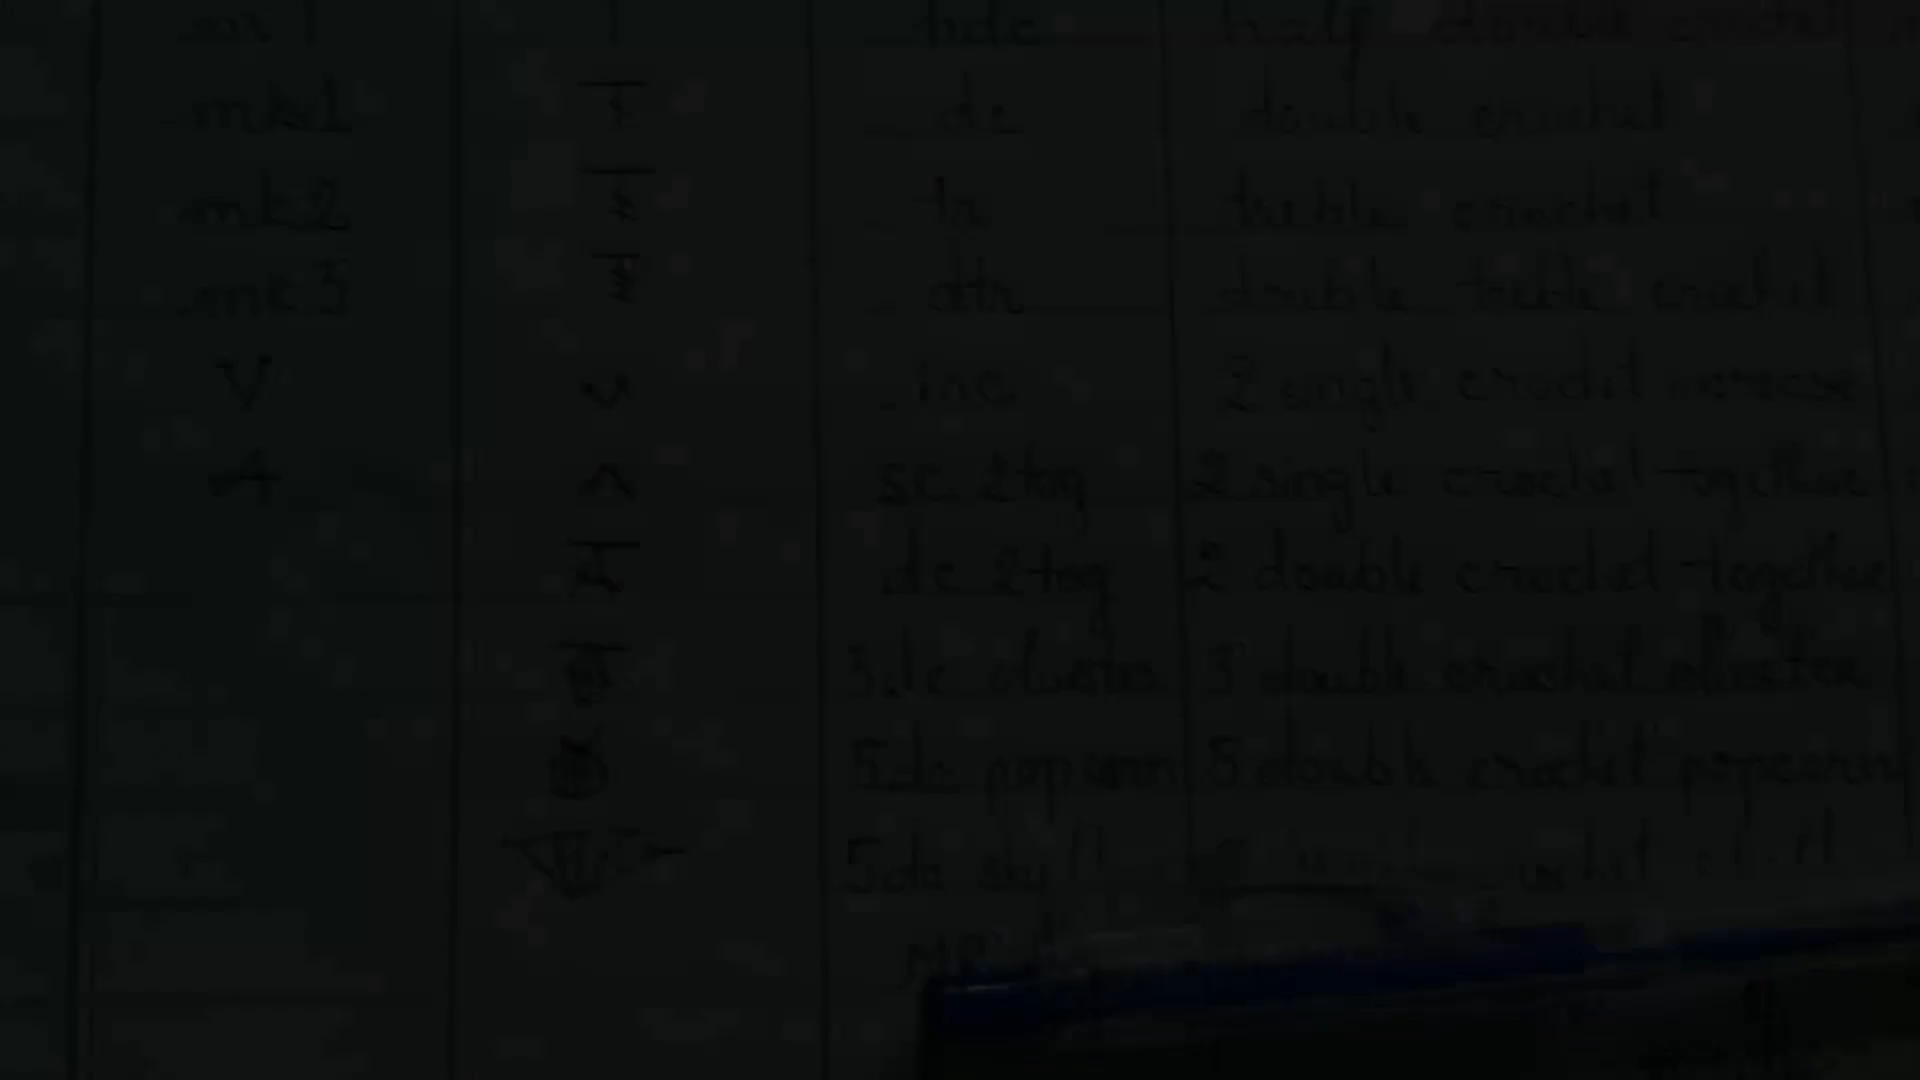 hdc half double crochet
mk1 dc double crochet
mk2 tr treble crochet
mk3 dtr double treble crochet
V inc 2 single crochet increase
A sc 2tog 2 single crochet together
dc 2tog 2 double crochet together
3dc cluster 3 double crochet cluster
5dc popcorn 5 double crochet popcorn
5dc